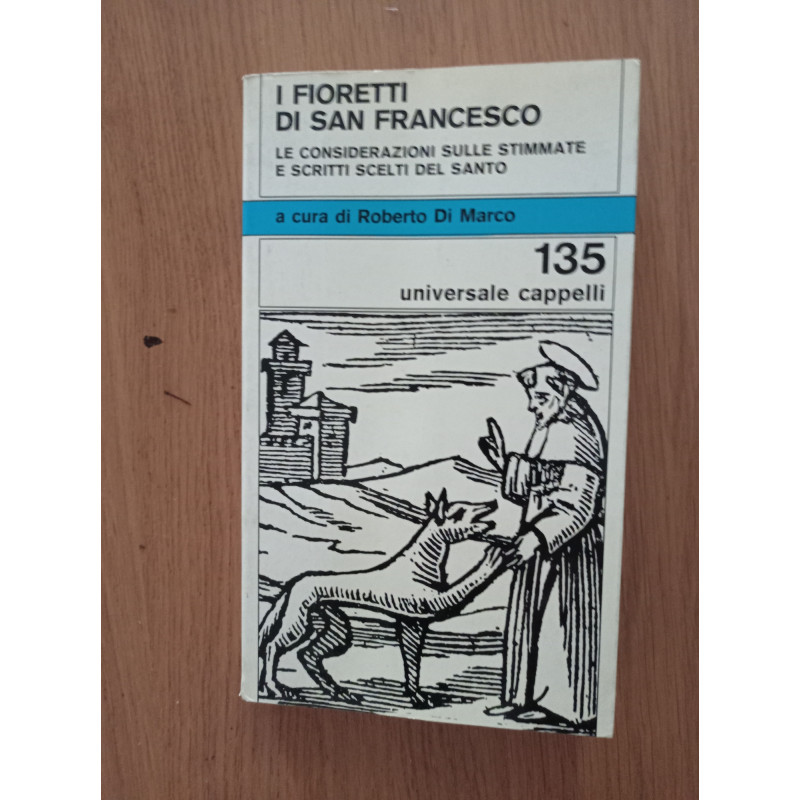 I FIORETTI
DI SAN FRANCESCO
LE CONSIDERAZIONI SULLE STIMMATE
E SCRITTI SCELTI DEL SANTO
a cura di Roberto Di Marco
135
universale cappelli